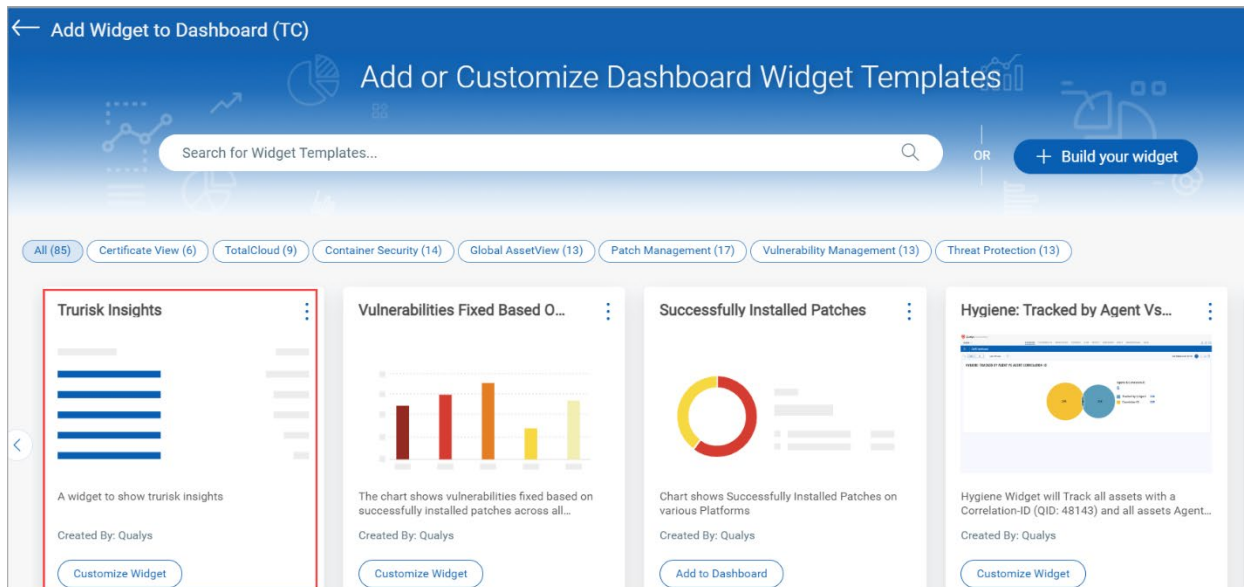 Add Widget to Dashboard (TC)
Add or Customize Dashboard Widget Templates
Search for Widget Templates...
OR
+ Build your widget
All (85)
Certificate View (6)
TotalCloud (9)
Container Security (14)
Global AssetView (13)
Patch Management (17)
Vulnerability Management (13)
Threat Protection (13)
Trurisk Insights
A widget to show trurisk insights
Created By: Qualys
Customize Widget
Vulnerabilities Fixed Based O...
The chart shows vulnerabilities fixed based on
successfully installed patches across all...
Created By: Qualys
Customize Widget
Successfully Installed Patches
Chart shows Successfully Installed Patches on
various Platforms
Created By: Qualys
Add to Dashboard
Hygiene: Tracked by Agent Vs...
Hygiene Widget will Track all assets with a
Correlation-ID (QID: 48143) and all assets Agent...
Created By: Qualys
Customize Widget